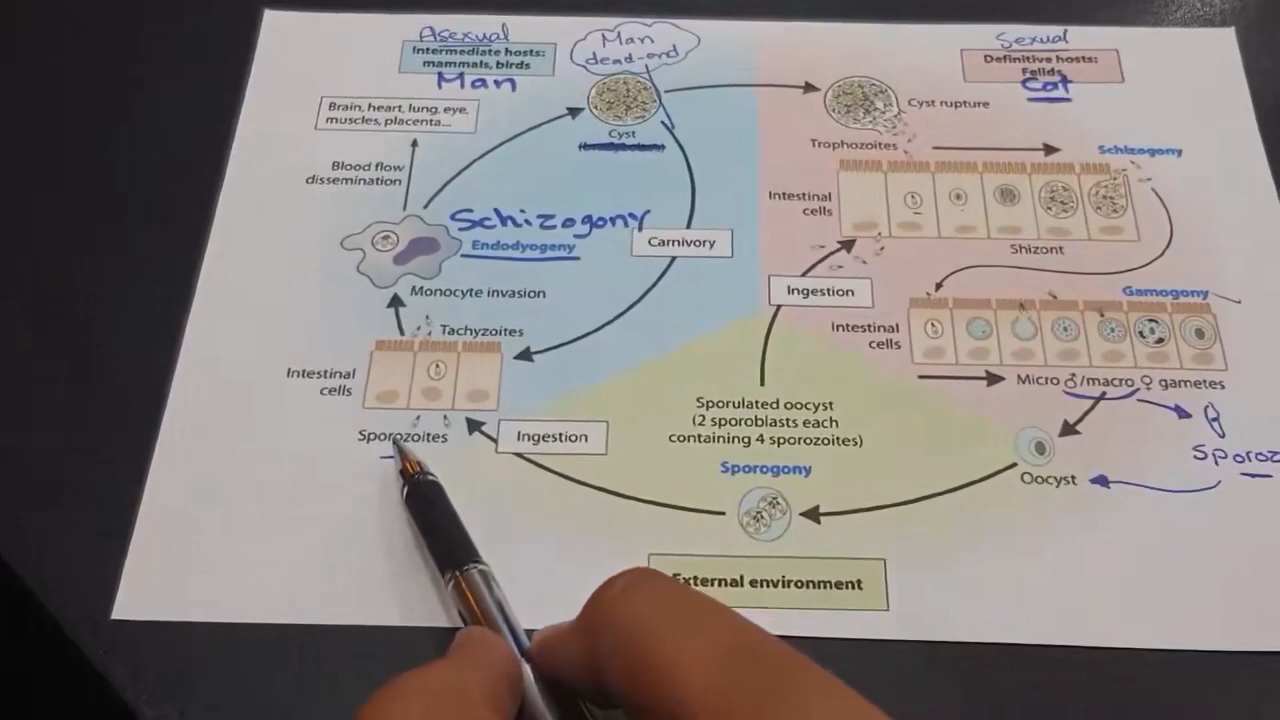 Asexual
Intermediate hosts:
mammals, birds
Man
Man
dead-end
Sexual
Definitive hosts:
Felids
Cat
Brain, heart, lung, eye,
muscles, placenta...
Cyst
Cyst rupture
Trophozoites
Schizogony
Blood flow
dissemination
Schizogony
Endodyogeny
Carnivory
Intestinal
cells
Shizont
Monocyte invasion
Ingestion
Gamogony
Tachyzoites
Intestinal
cells
Intestinal
cells
Micro ♂/macro ♀ gametes
Sporulated oocyst
(2 sporoblasts each
containing 4 sporozoites)
Sporozoites
Ingestion
Sporogony
Oocyst
Sporoz
External environment